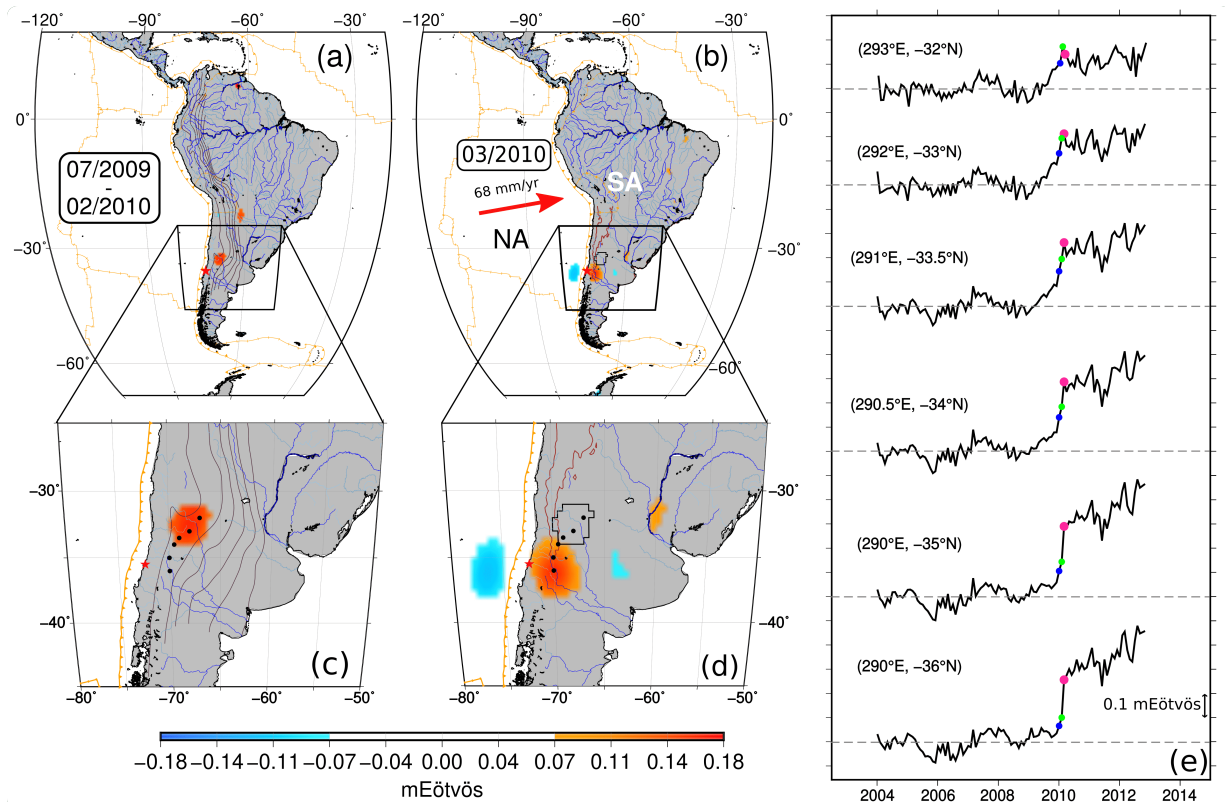 −120° −90° −60° −30°
(a)
0°
07/2009
-
02/2010
−30°
−60°
−120° −90° −60° −30°
(b)
0°
03/2010
68 mm/yr
SA
NA
−30°
−60°
−30°
−40°
−80° −70° −60° −50°
(c)
−30°
−40°
−80° −70° −60° −50°
(d)
−0.18 −0.14 −0.11 −0.07 −0.04 0.00 0.04 0.07 0.11 0.14 0.18
mEötvös
(293°E, −32°N)
(292°E, −33°N)
(291°E, −33.5°N)
(290.5°E, −34°N)
(290°E, −35°N)
(290°E, −36°N)
0.1 mEötvös
(e)
2004 2006 2008 2010 2012 2014